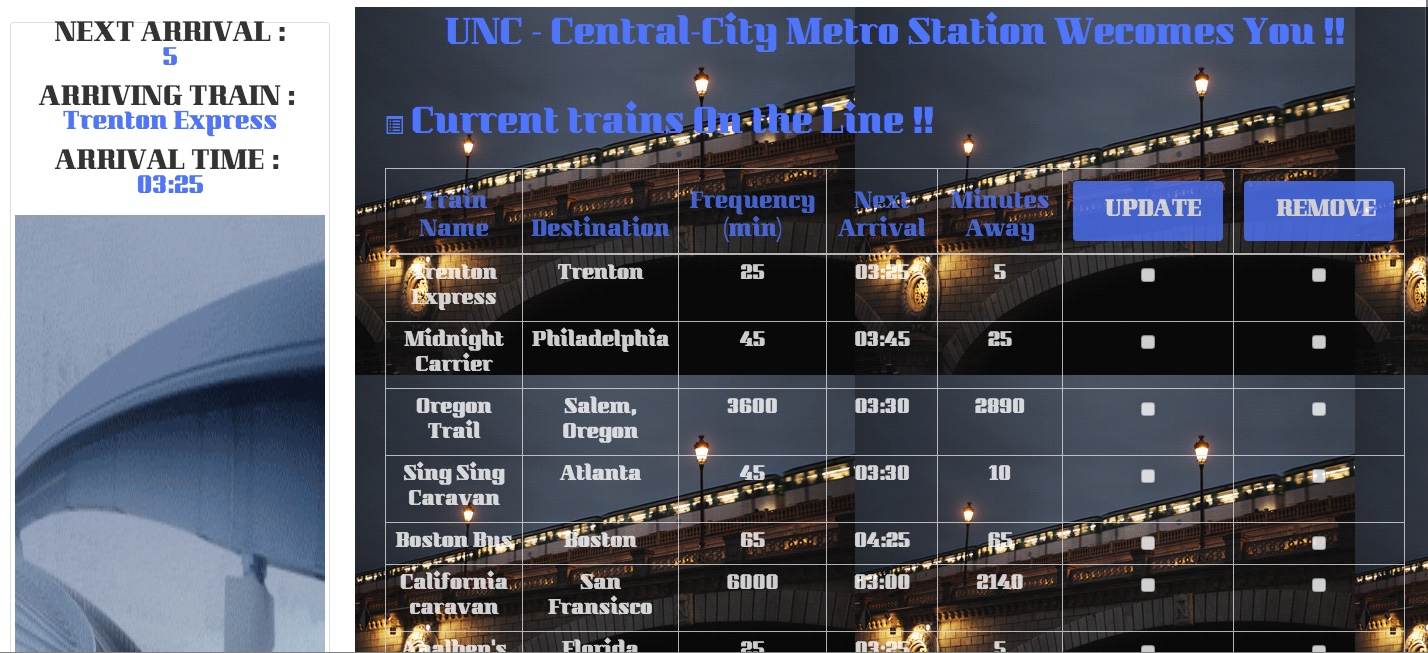 NEXT ARRIVAL :
5
ARRIVING TRAIN :
Trenton Express
ARRIVAL TIME :
03:25
UNC - Central-City Metro Station Wecomes You !!
Current trains On the Line !!
Train Name Destination Frequency (min) Next Arrival Minutes Away UPDATE REMOVE
Trenton Express Trenton 25 03:25 5
Midnight Carrier Philadelphia 45 03:45 25
Oregon Trail Salem, Oregon 3600 03:30 2890
Sing Sing Caravan Atlanta 45 03:30 10
Boston Bus Boston 65 04:25 65
California caravan San Fransisco 6000 03:00 2140
Florida 25 03:25 5